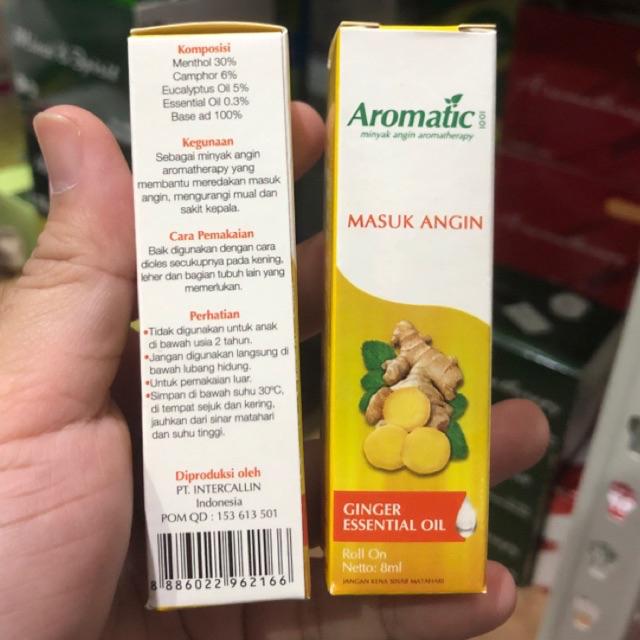 Komposisi
Menthol 30%
Camphor 6%
Eucalyptus Oil 5%
Essential Oil 0.3%
Base ad 100%
Kegunaan
Sebagai minyak angin
aromatherapy yang
membantu meredakan masuk
angin, mengurangi mual dan
sakit kepala.
Cara Pemakaian
Baik digunakan dengan cara
dioles secukupnya pada kening,
leher dan bagian tubuh lain yang
memerlukan.
Perhatian
•Tidak digunakan untuk anak
di bawah usia 2 tahun.
•Jangan digunakan langsung di
bawah lubang hidung.
•Untuk pemakaian luar.
•Simpan di bawah suhu 30°C,
di tempat sejuk dan kering,
jauhkan dari sinar matahari
dan suhu tinggi.
Diproduksi oleh
PT. INTERCALLIN
Indonesia
POM QD : 153 613 501
8 886022 962166
Aromatic
1001
minyak angin aromatherapy
MASUK ANGIN
GINGER
ESSENTIAL OIL
Roll On
Netto: 8ml
JANGAN KENA SINAR MATAHARI